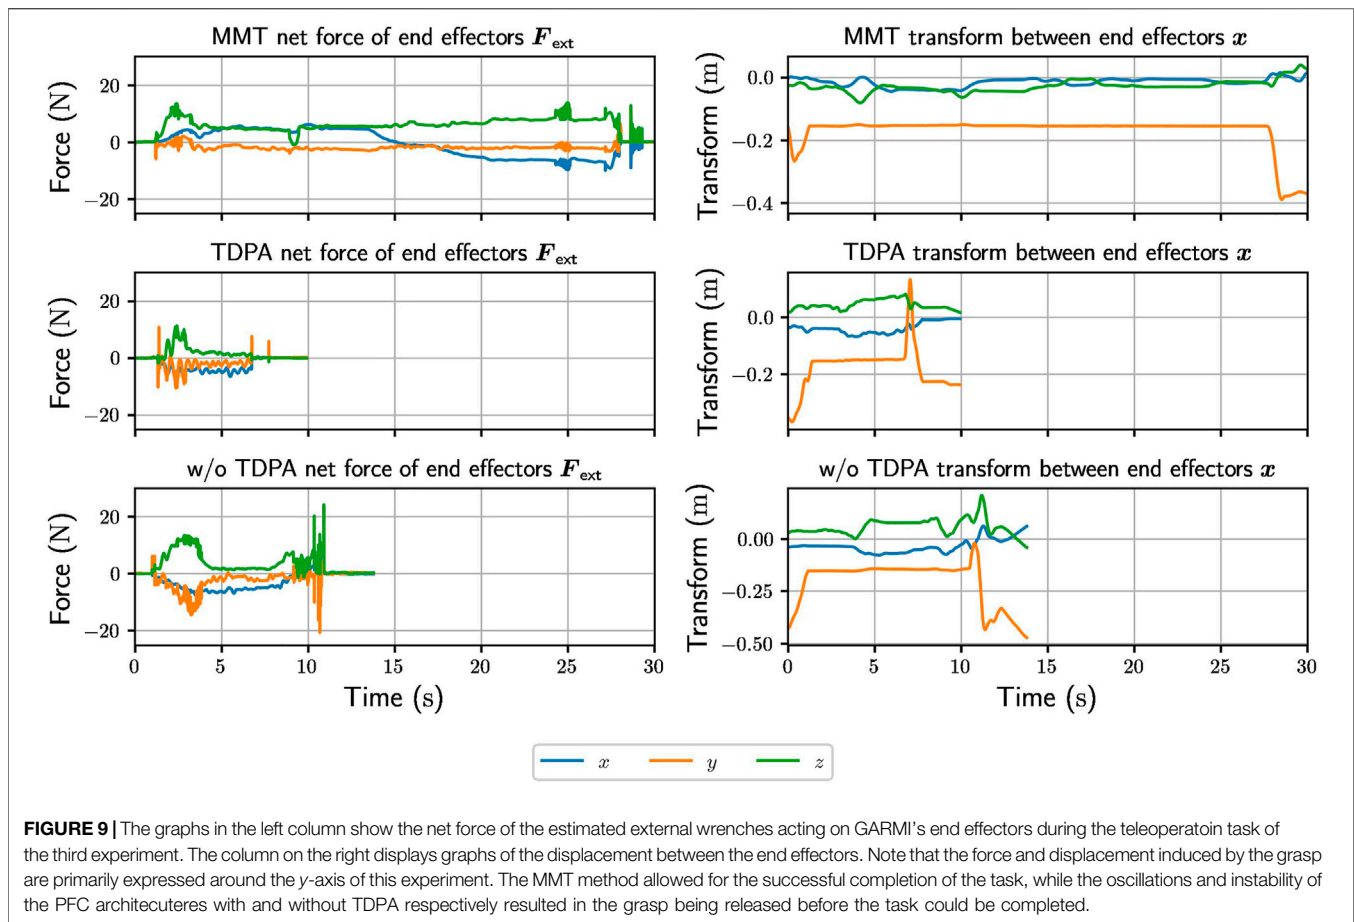 MMT net force of end effectors F_ext
MMT transform between end effectors x
Force (N)
20
0
−20
Transform (m)
0.0
−0.2
−0.4
TDPA net force of end effectors F_ext
TDPA transform between end effectors x
Force (N)
20
0
−20
Transform (m)
0.0
−0.2
w/o TDPA net force of end effectors F_ext
w/o TDPA transform between end effectors x
Force (N)
20
0
−20
0 5 10 15 20 25 30
Time (s)
Transform (m)
0.00
−0.25
−0.50
0 5 10 15 20 25 30
Time (s)
x y z
FIGURE 9 | The graphs in the left column show the net force of the estimated external wrenches acting on GARMI's end effectors during the teleoperatoin task of
the third experiment. The column on the right displays graphs of the displacement between the end effectors. Note that the force and displacement induced by the grasp
are primarily expressed around the y-axis of this experiment. The MMT method allowed for the successful completion of the task, while the oscillations and instability of
the PFC architecuteres with and without TDPA respectively resulted in the grasp being released before the task could be completed.